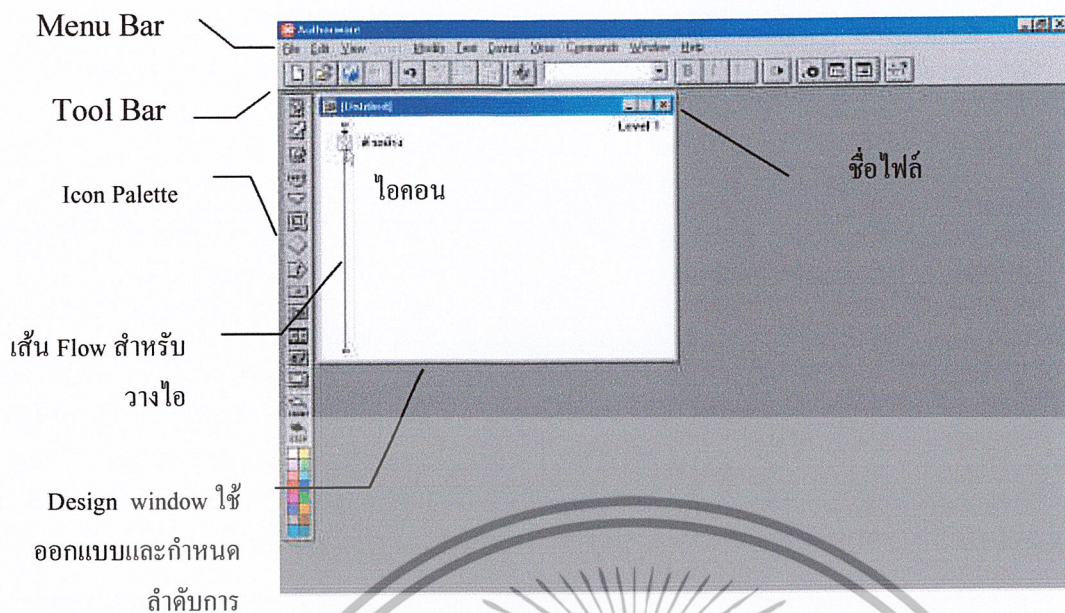 Menu Bar
Authorware
File Edit View Modify Text Control Xtras Commands Window Help
Tool Bar
[Untitled]
Level 1
ชื่อไฟล์
Icon Palette
ไอคอน
เส้น Flow สำหรับ
วางไอ
Design window ใช้
ออกแบบและกำหนด
ลำดับการ